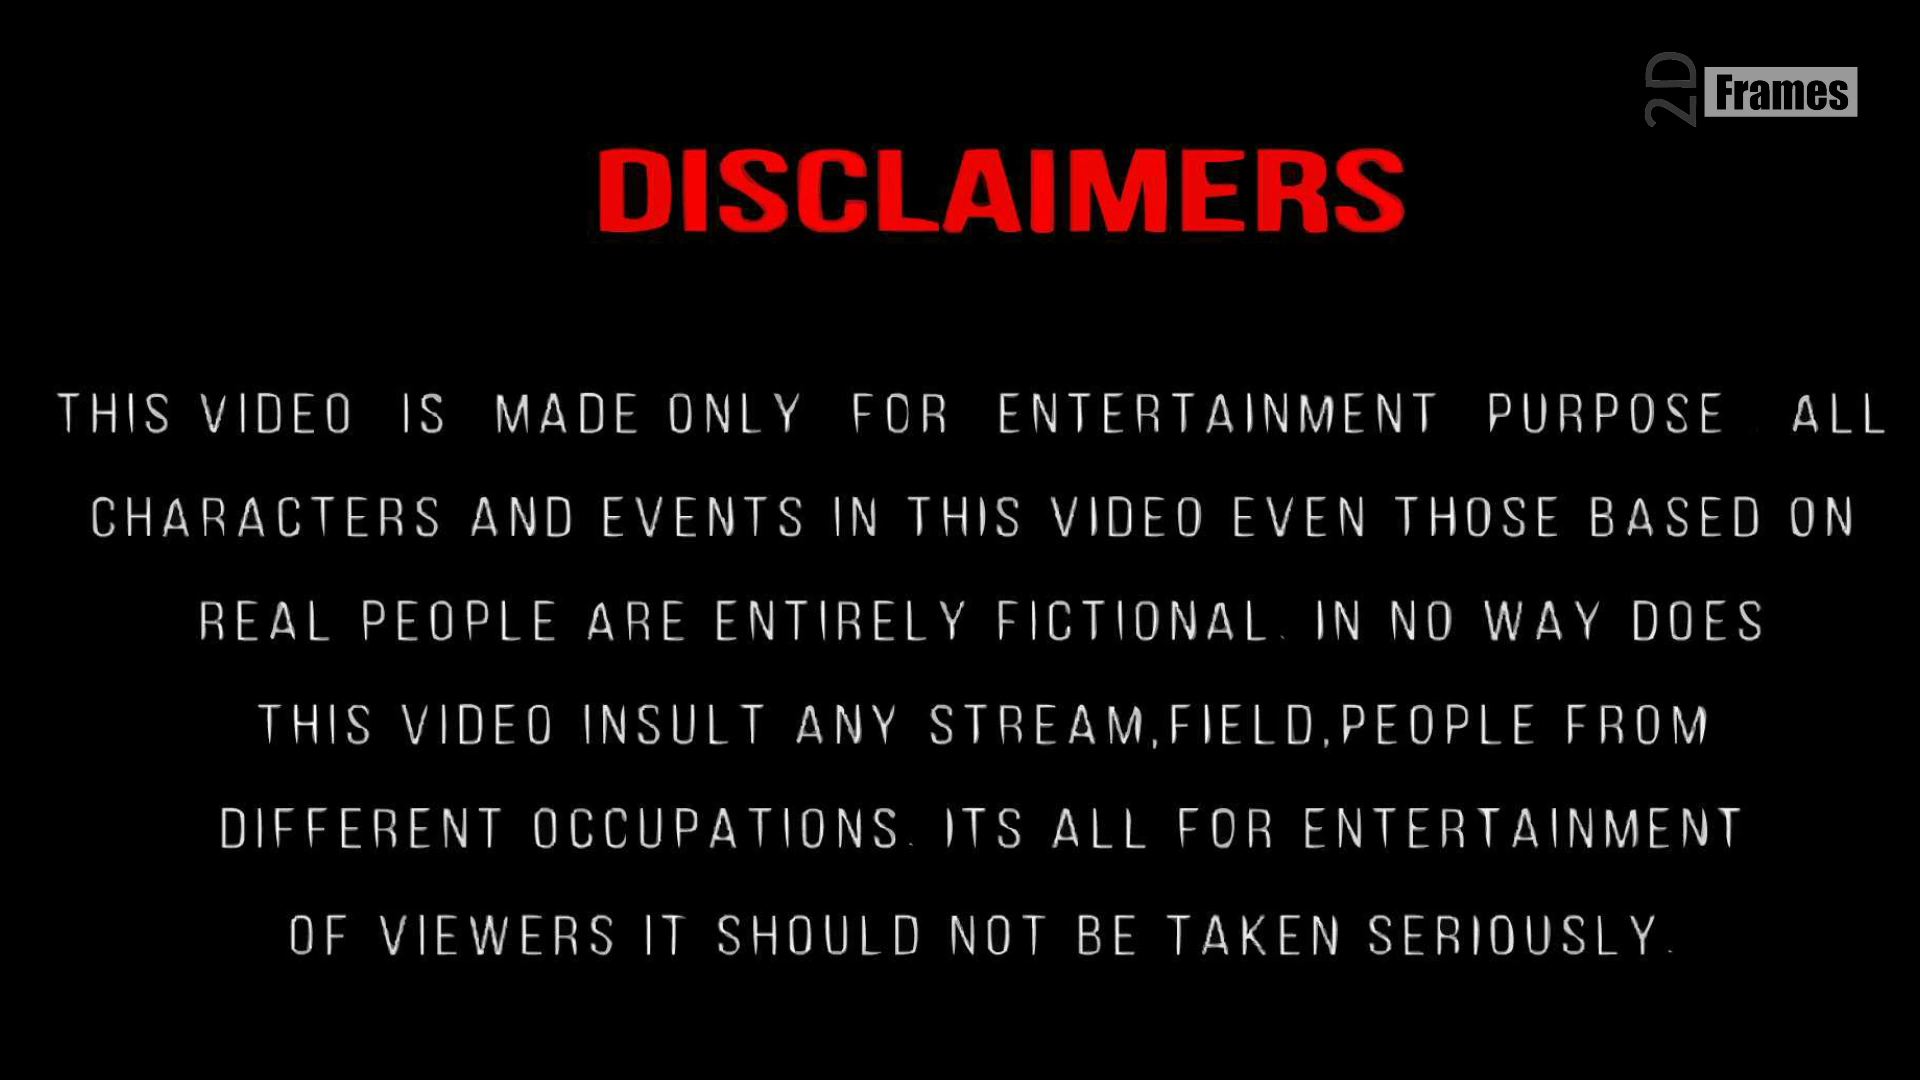 2D Frames
DISCLAIMERS
THIS VIDEO IS MADE ONLY FOR ENTERTAINMENT PURPOSE ALL
CHARACTERS AND EVENTS IN THIS VIDEO EVEN THOSE BASED ON
REAL PEOPLE ARE ENTIRELY FICTIONAL. IN NO WAY DOES
THIS VIDEO INSULT ANY STREAM,FIELD,PEOPLE FROM
DIFFERENT OCCUPATIONS. ITS ALL FOR ENTERTAINMENT
OF VIEWERS IT SHOULD NOT BE TAKEN SERIOUSLY.